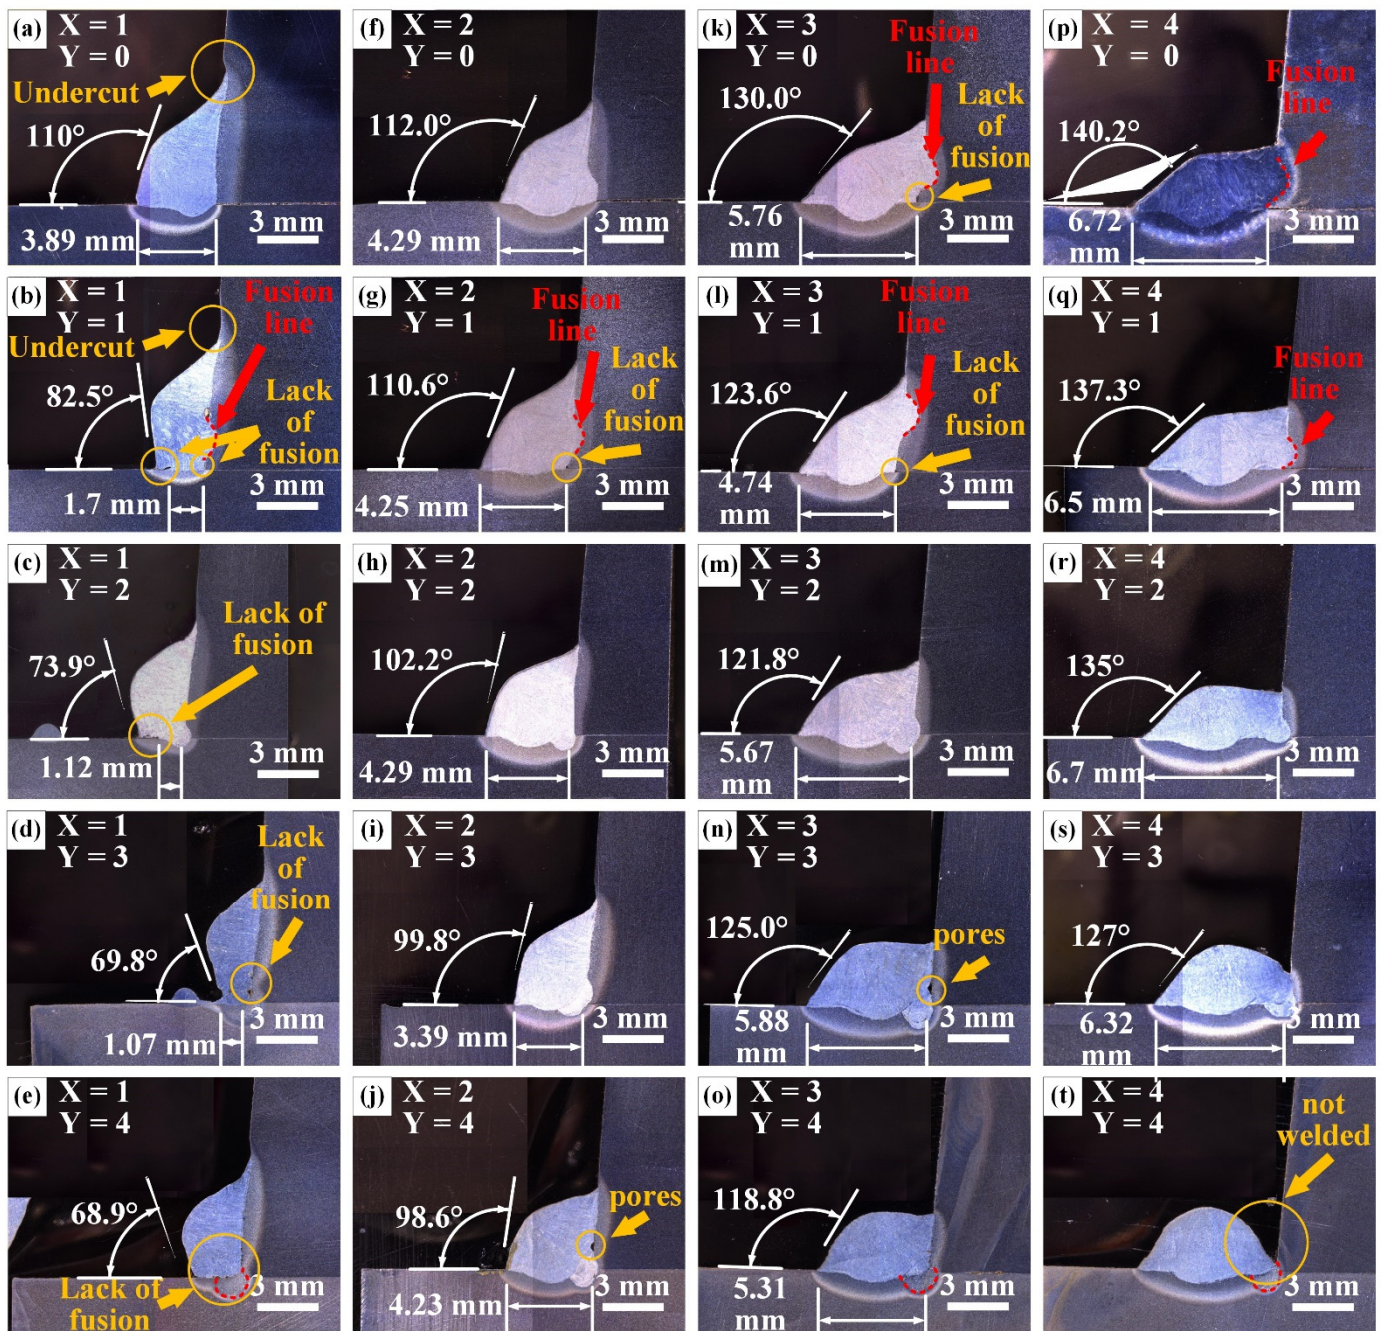 (a)
X = 1
Y = 0
Undercut
110°
3.89 mm
3 mm
(f)
X = 2
Y = 0
112.0°
4.29 mm
3 mm
(k)
X = 3
Y = 0
Fusion
line
130.0°
Lack
of
fusion
5.76
mm
3 mm
(p)
X = 4
Y = 0
Fusion
line
140.2°
6.72
mm
3 mm
(b)
X = 1
Y = 1
Fusion
line
Undercut
82.5°
Lack
of
fusion
1.7 mm
3 mm
(g)
X = 2
Y = 1
Fusion
line
110.6°
Lack
of
fusion
4.25 mm
3 mm
(l)
X = 3
Y = 1
Fusion
line
123.6°
Lack
of
fusion
4.74
mm
3 mm
(q)
X = 4
Y = 1
137.3°
Fusion
line
6.5 mm
3 mm
(c)
X = 1
Y = 2
Lack of
fusion
73.9°
1.12 mm
3 mm
(h)
X = 2
Y = 2
102.2°
4.29 mm
3 mm
(m)
X = 3
Y = 2
121.8°
5.67
mm
3 mm
(r)
X = 4
Y = 2
135°
6.7 mm
3 mm
(d)
X = 1
Y = 3
Lack
of
fusion
69.8°
1.07 mm
3 mm
(i)
X = 2
Y = 3
99.8°
3.39 mm
3 mm
(n)
X = 3
Y = 3
125.0°
pores
5.88
mm
3 mm
(s)
X = 4
Y = 3
127°
6.32
mm
3 mm
(e)
X = 1
Y = 4
68.9°
Lack of
fusion
3 mm
(j)
X = 2
Y = 4
98.6°
pores
4.23 mm
3 mm
(o)
X = 3
Y = 4
118.8°
5.31
mm
3 mm
(t)
X = 4
Y = 4
not
welded
3 mm